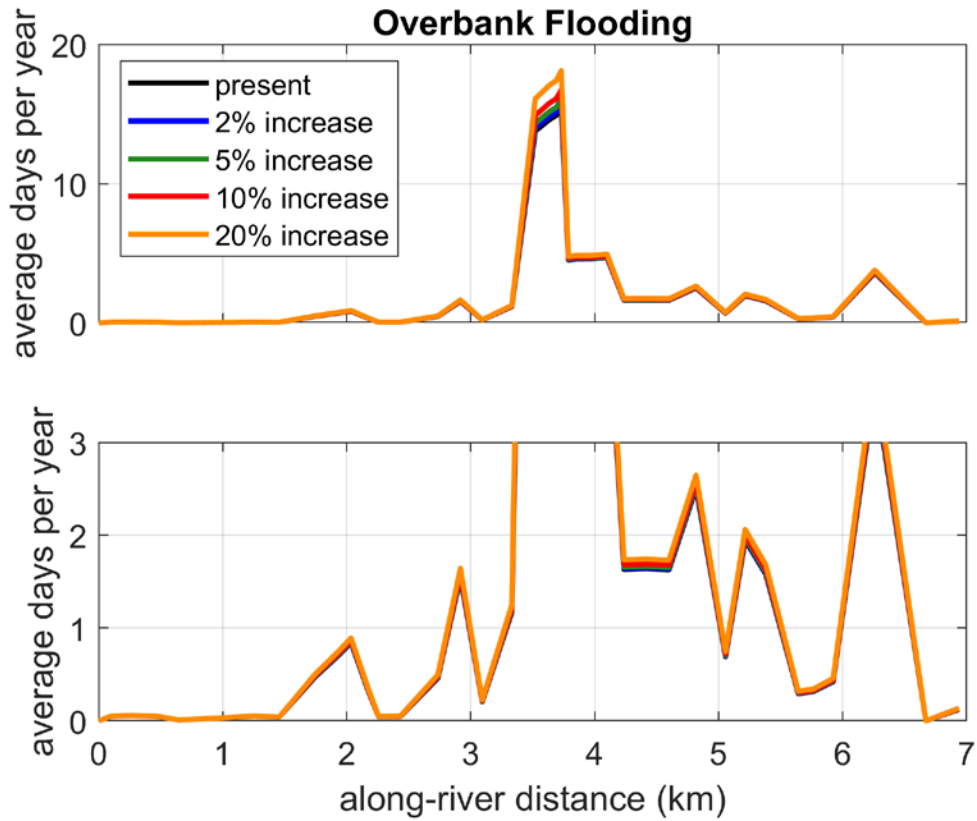 Overbank Flooding
average days per year
20
10
0
present
2% increase
5% increase
10% increase
20% increase
average days per year
3
2
1
0
0 1 2 3 4 5 6 7
along-river distance (km)